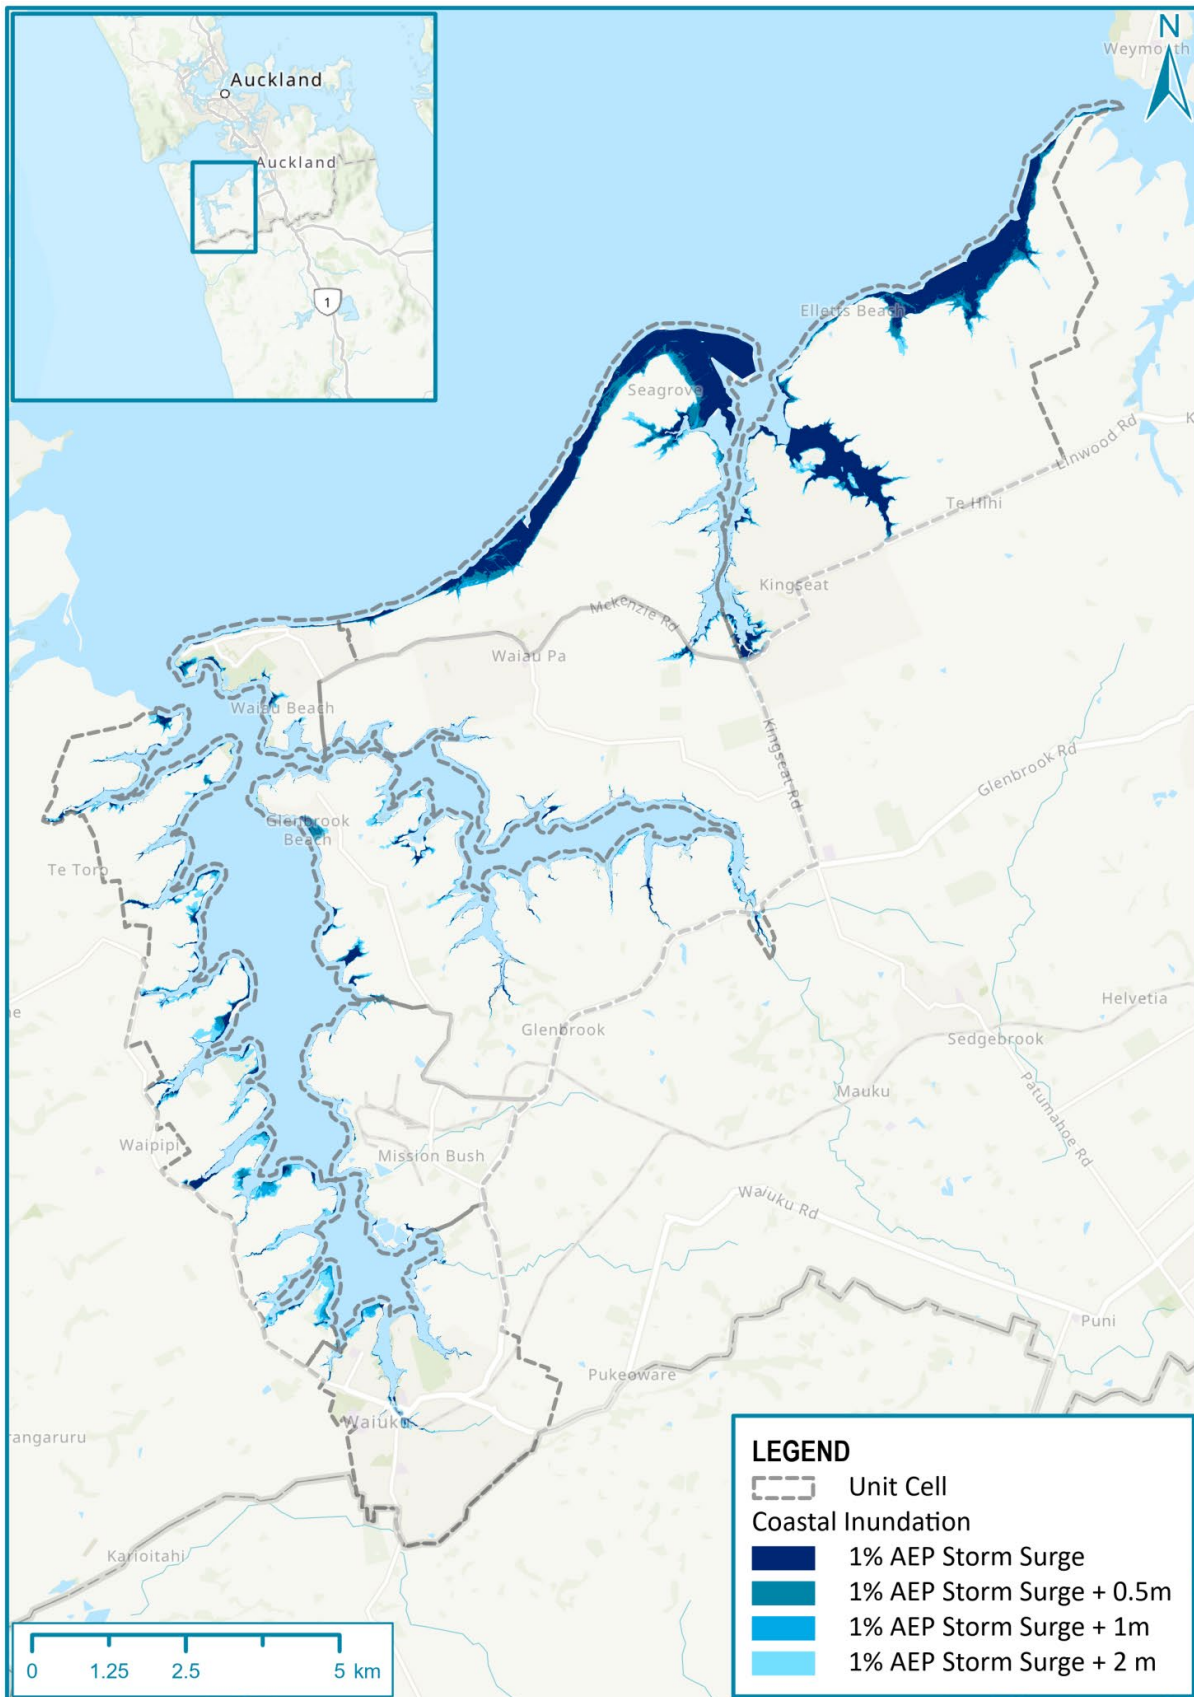 Auckland
Auckland
1
N
Weymouth
Elletts Beach
Seagrove
Linwood Rd
K
Te Hihi
Kingseat
Mckenzie Rd
Waiau Pa
Waiau Beach
Kingseat Rd
Glenbrook Rd
Glenbrook
Beach
Te Toro
Helvetia
Glenbrook
Sedgebrook
Mauku
Patumahoe Rd
Waipipi
Mission Bush
Waiuku Rd
Puni
Pukeoware
Waiuku
rangaruru
Karioitahi
LEGEND
Unit Cell
Coastal Inundation
1% AEP Storm Surge
1% AEP Storm Surge + 0.5m
1% AEP Storm Surge + 1m
1% AEP Storm Surge + 2 m
0 1.25 2.5 5 km